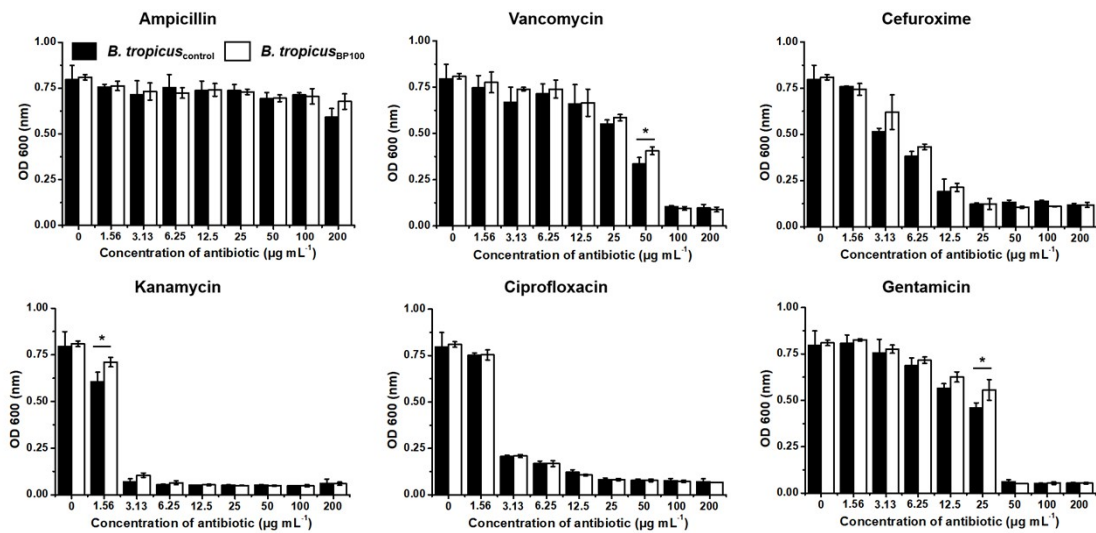 Ampicillin
B. tropicuscontrol B. tropicusBP100
OD 600 (nm)
1.00
0.75
0.50
0.25
0.00
0 1.56 3.13 6.25 12.5 25 50 100 200
Concentration of antibiotic (µg mL-1)
Vancomycin
OD 600 (nm)
1.00
0.75
0.50
0.25
0.00
*
0 1.56 3.13 6.25 12.5 25 50 100 200
Concentration of antibiotic (µg mL-1)
Cefuroxime
OD 600 (nm)
1.00
0.75
0.50
0.25
0.00
0 1.56 3.13 6.25 12.5 25 50 100 200
Concentration of antibiotic (µg mL-1)
Kanamycin
OD 600 (nm)
1.00
0.75
0.50
0.25
0.00
*
0 1.56 3.13 6.25 12.5 25 50 100 200
Concentration of antibiotic (µg mL-1)
Ciprofloxacin
OD 600 (nm)
1.00
0.75
0.50
0.25
0.00
0 1.56 3.13 6.25 12.5 25 50 100 200
Concentration of antibiotic (µg mL-1)
Gentamicin
OD 600 (nm)
1.00
0.75
0.50
0.25
0.00
*
0 1.56 3.13 6.25 12.5 25 50 100 200
Concentration of antibiotic (µg mL-1)